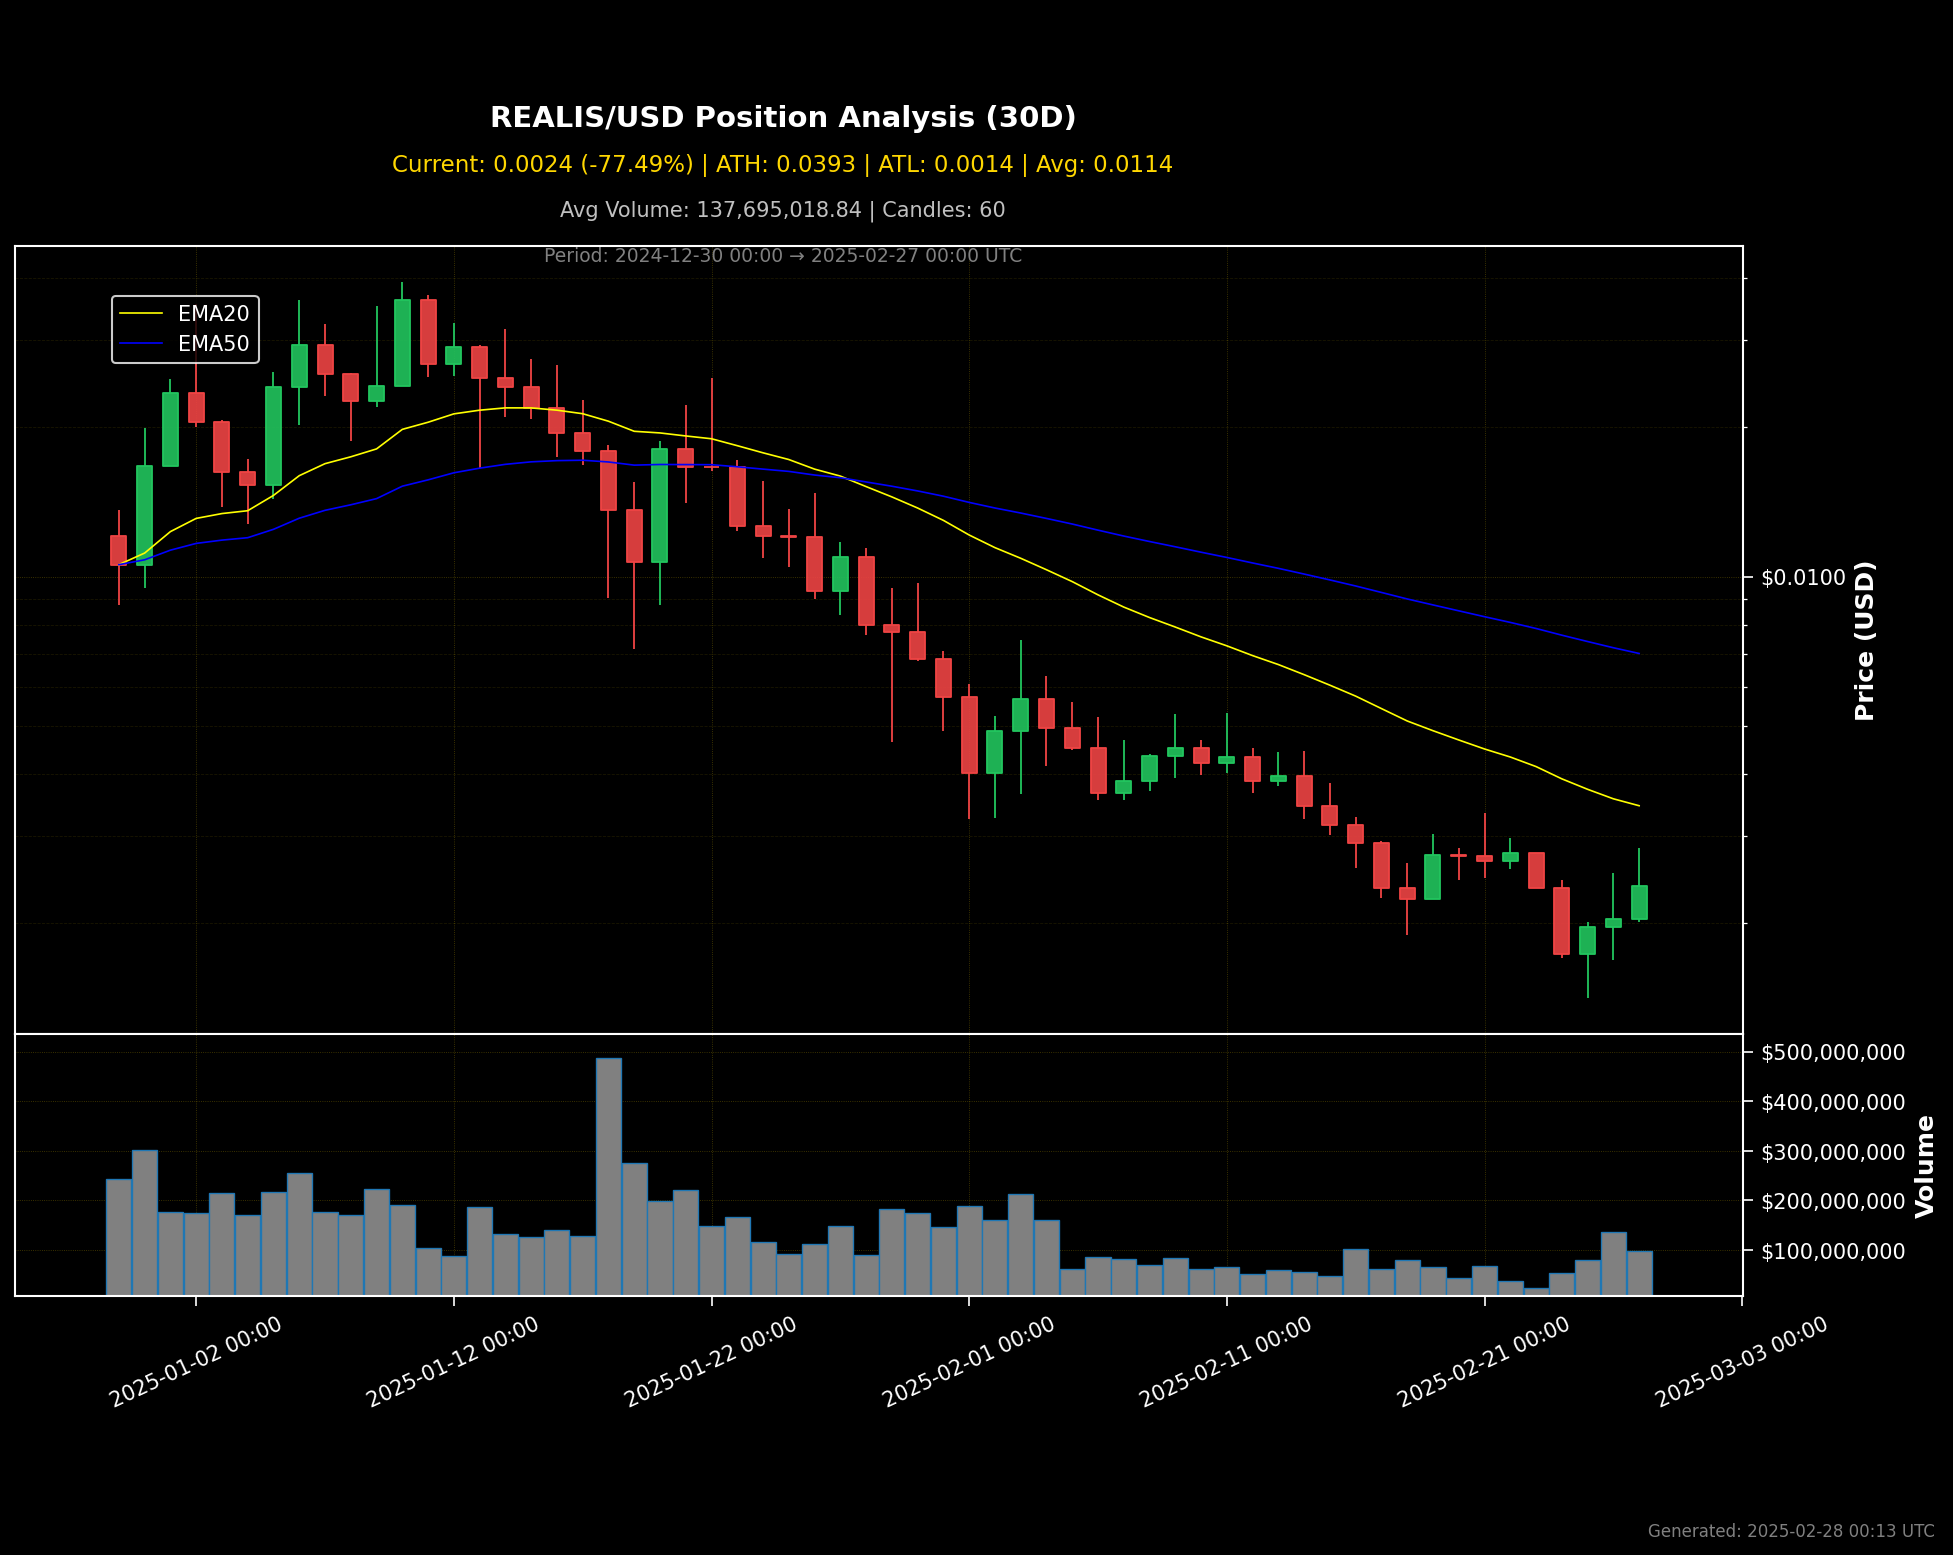 REALIS/USD Position Analysis (30D)
Current: 0.0024 (-77.49%) | ATH: 0.0393 | ATL: 0.0014 | Avg: 0.0114
Avg Volume: 137,695,018.84 | Candles: 60
Period: 2024-12-30 00:00 → 2025-02-27 00:00 UTC
EMA20
EMA50
$0.0100
Price (USD)
$500,000,000
$400,000,000
$300,000,000
$200,000,000
$100,000,000
Volume
2025-01-02 00:00
2025-01-12 00:00
2025-01-22 00:00
2025-02-01 00:00
2025-02-11 00:00
2025-02-21 00:00
2025-03-03 00:00
Generated: 2025-02-28 00:13 UTC